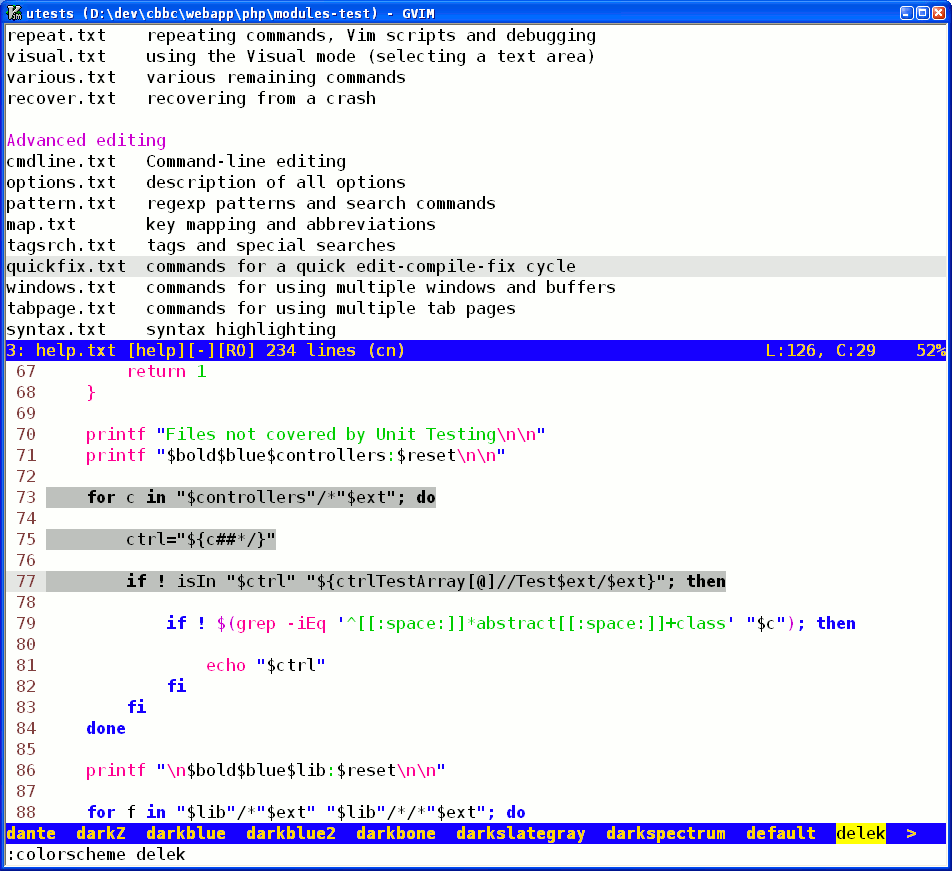 utests (D:\dev\cbbc\webapp\php\modules-test) - GVIM
repeat.txt    repeating commands, Vim scripts and debugging
visual.txt    using the Visual mode (selecting a text area)
various.txt   various remaining commands
recover.txt   recovering from a crash
Advanced editing
cmdline.txt   Command-line editing
options.txt   description of all options
pattern.txt   regexp patterns and search commands
map.txt       key mapping and abbreviations
tagsrch.txt   tags and special searches
quickfix.txt  commands for a quick edit-compile-fix cycle
windows.txt   commands for using multiple windows and buffers
tabpage.txt   commands for using multiple tab pages
syntax.txt    syntax highlighting
3: help.txt [help][-][RO] 234 lines (cn)                                    L:126, C:29    52%
67         return 1
68     }
69
70     printf "Files not covered by Unit Testing\n\n"
71     printf "$bold$blue$controllers:$reset\n\n"
72
73     for c in "$controllers"/*"$ext"; do
74
75         ctrl="${c##*/}"
76
77         if ! isIn "$ctrl" "${ctrlTestArray[@]//Test$ext/$ext}"; then
78
79             if ! $(grep -iEq '^[[:space:]]*abstract[[:space:]]+class' "$c"); then
80
81                 echo "$ctrl"
82             fi
83         fi
84     done
85
86     printf "\n$bold$blue$lib:$reset\n\n"
87
88     for f in "$lib"/*"$ext" "$lib"/*/*"$ext"; do
dante  darkZ  darkblue  darkblue2  darkbone  darkslategray  darkspectrum  default  delek  >
:colorscheme delek